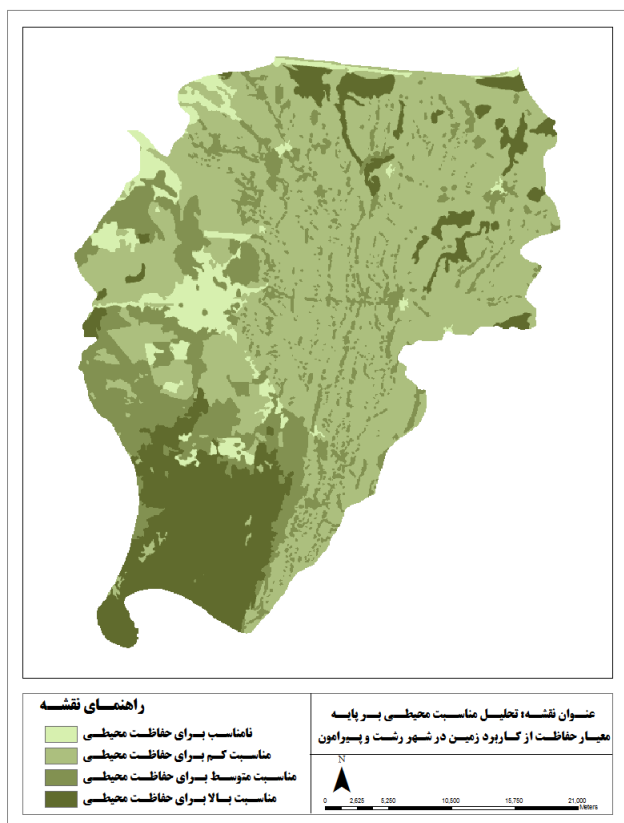 راهنمای نقشه
نامناسب برای حفاظت محیطی
مناسبت کم برای حفاظت محیطی
مناسبت متوسط برای حفاظت محیطی
مناسبت بالا برای حفاظت محیطی
عنوان نقشه: تحلیل مناسبت محیطی بر پایه
معیار حفاظت از کاربرد زمین در شهر رشت و پیرامون
N
0 2,625 5,250 10,500 15,750 21,000
Meters